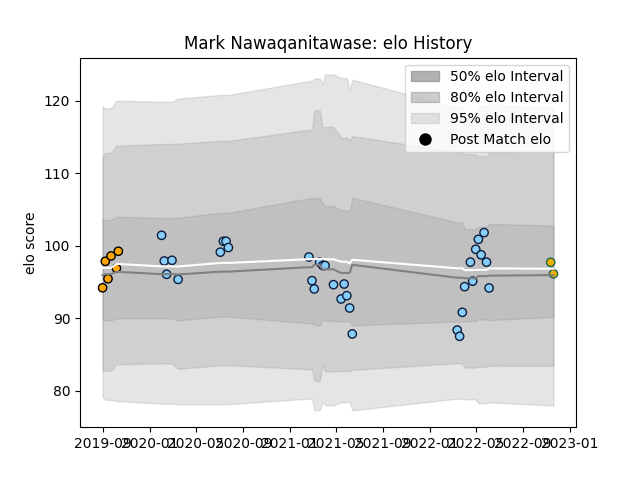 Mark Nawaqanitawase: elo History
50% elo Interval
80% elo Interval
95% elo Interval
Post Match elo
elo score
120
110
100
90
80
2019-09
2020-01
2020-05
2020-09
2021-01
2021-05
2021-09
2022-01
2022-05
2022-09
2023-01